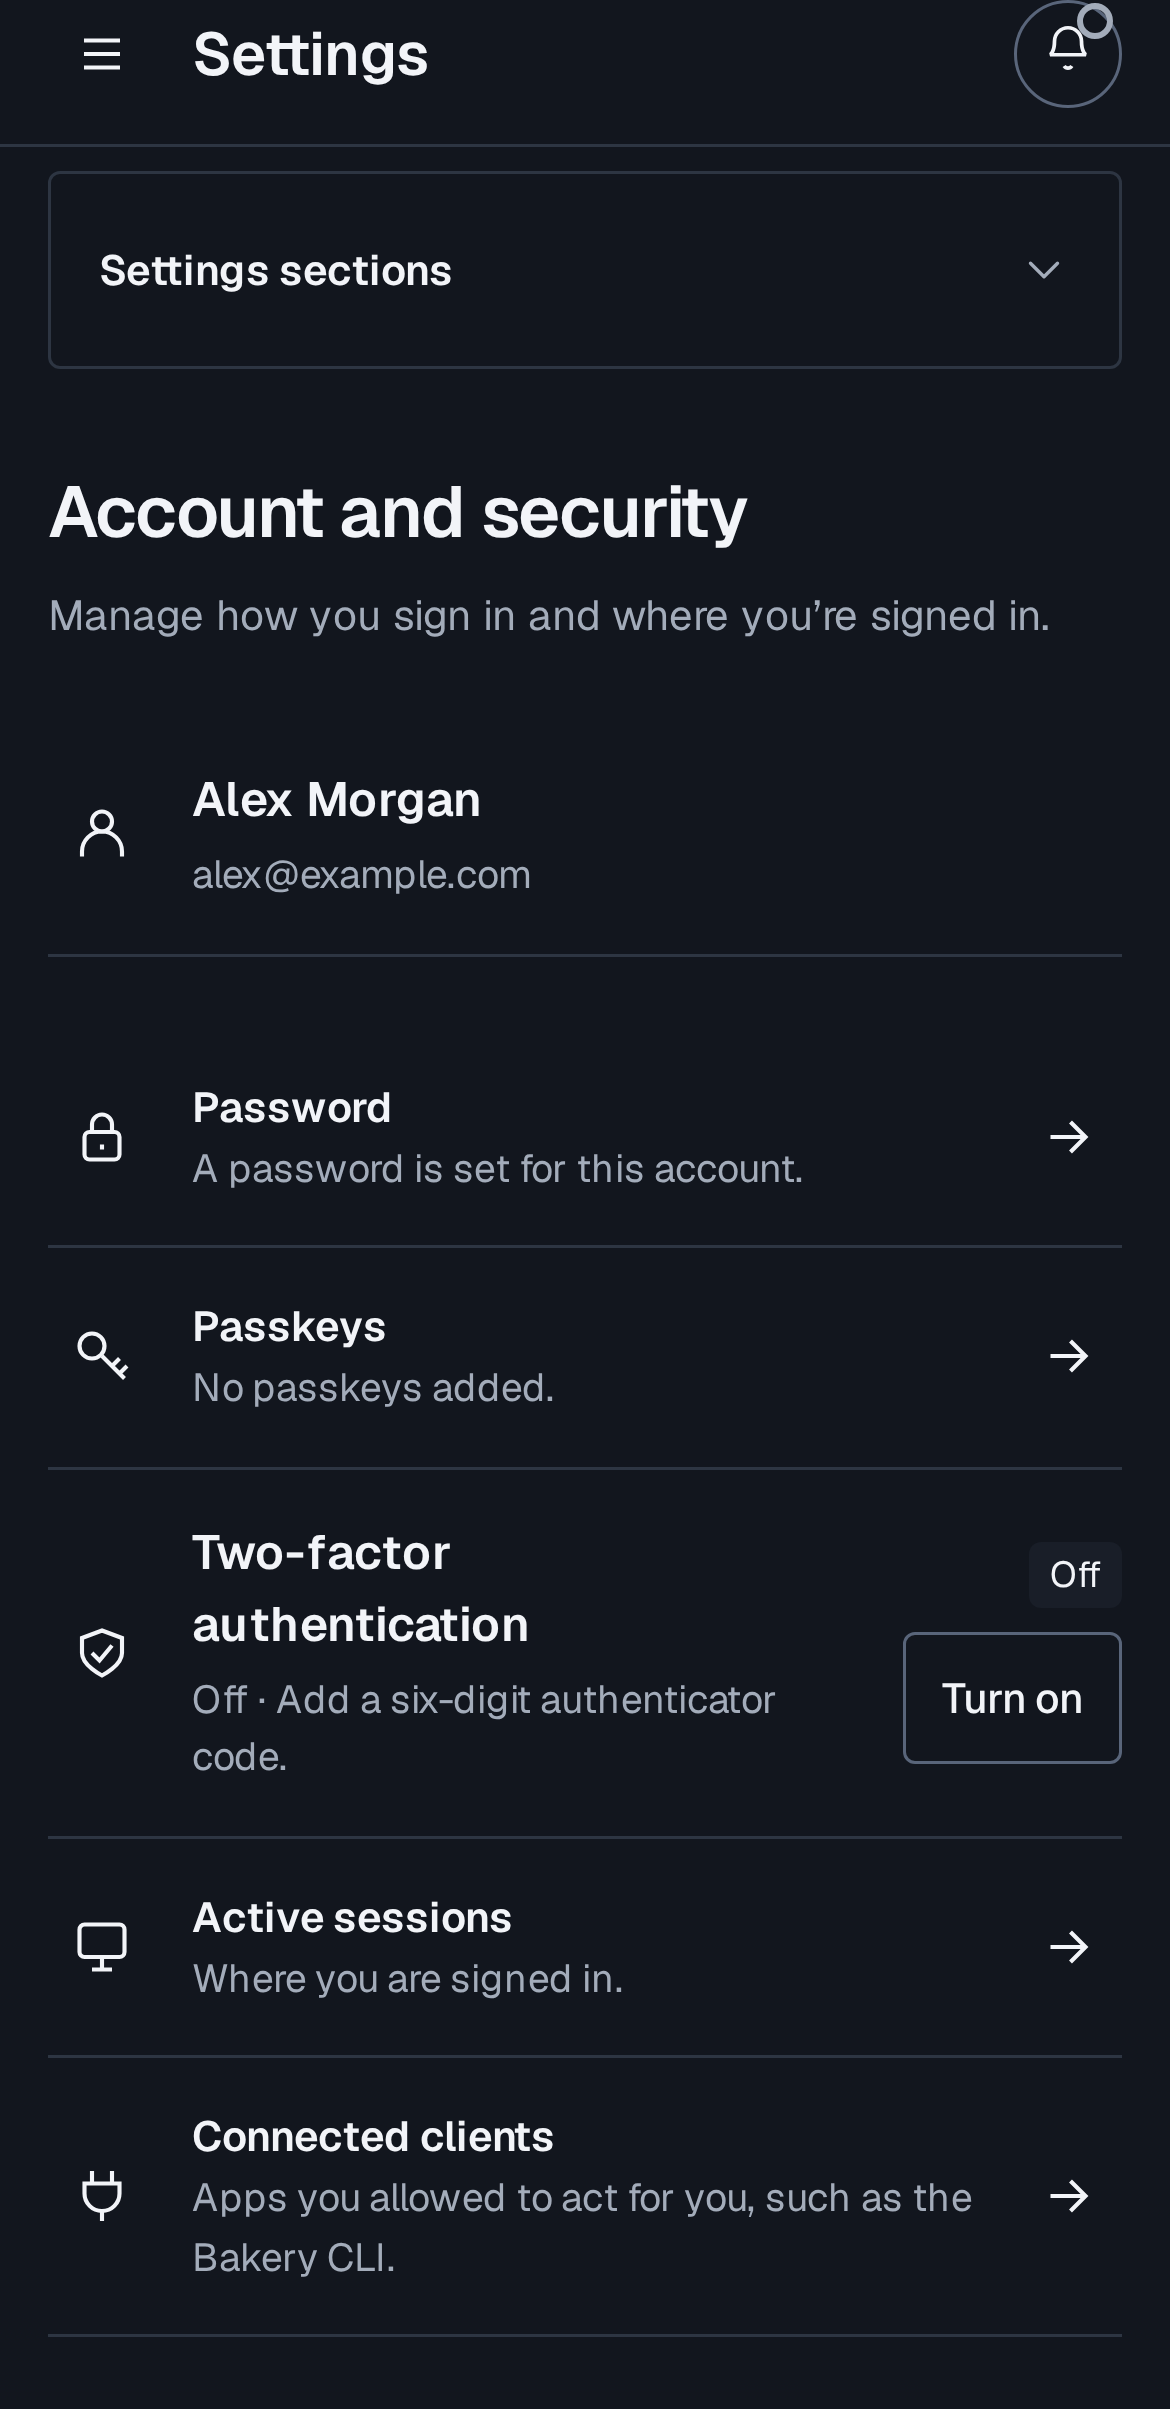 Settings
Settings sections
Account and security
Manage how you sign in and where you’re signed in.
Alex Morgan
alex@example.com
Password
A password is set for this account.
Passkeys
No passkeys added.
Two-factor
authentication
Off · Add a six-digit authenticator
code.
Off
Turn on
Active sessions
Where you are signed in.
Connected clients
Apps you allowed to act for you, such as the
Bakery CLI.